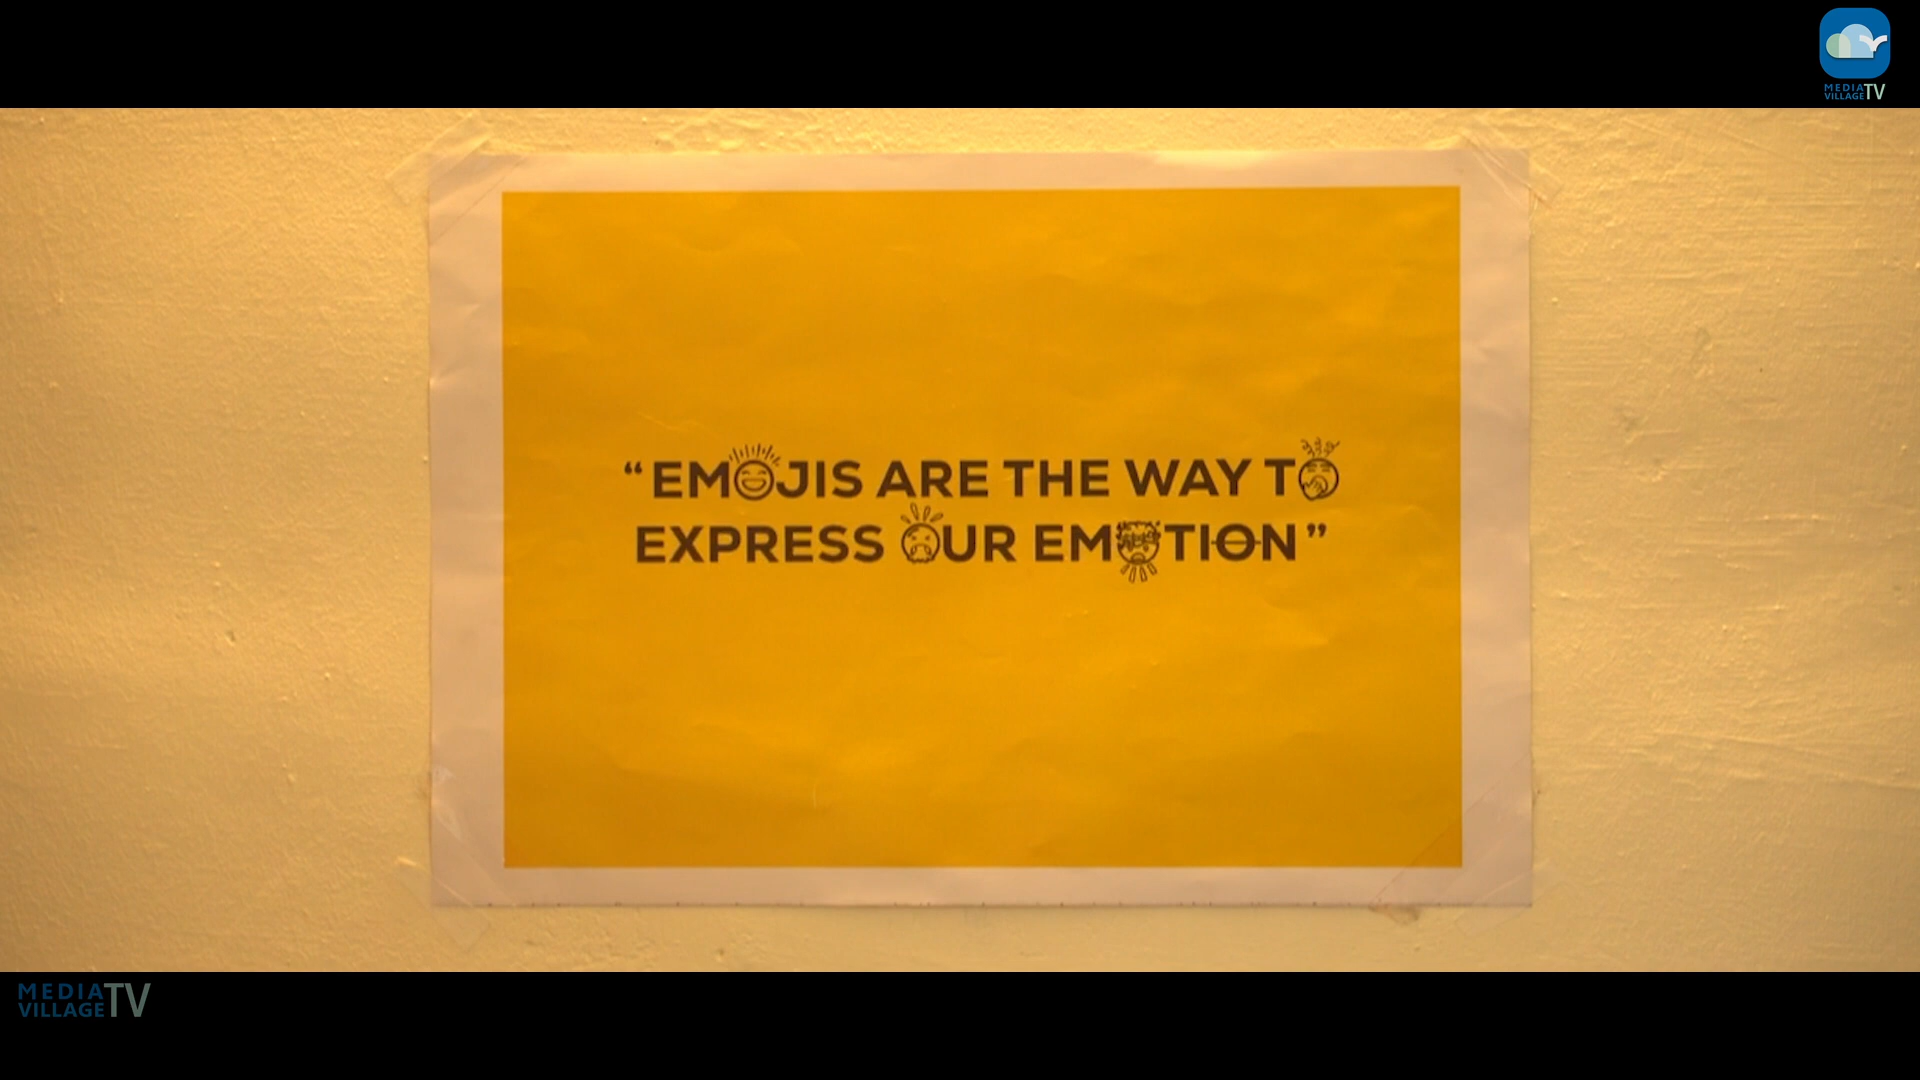 MEDIA
VILLAGE TV
“EMOJIS ARE THE WAY TO
EXPRESS OUR EMOTION”
MEDIA
VILLAGE TV